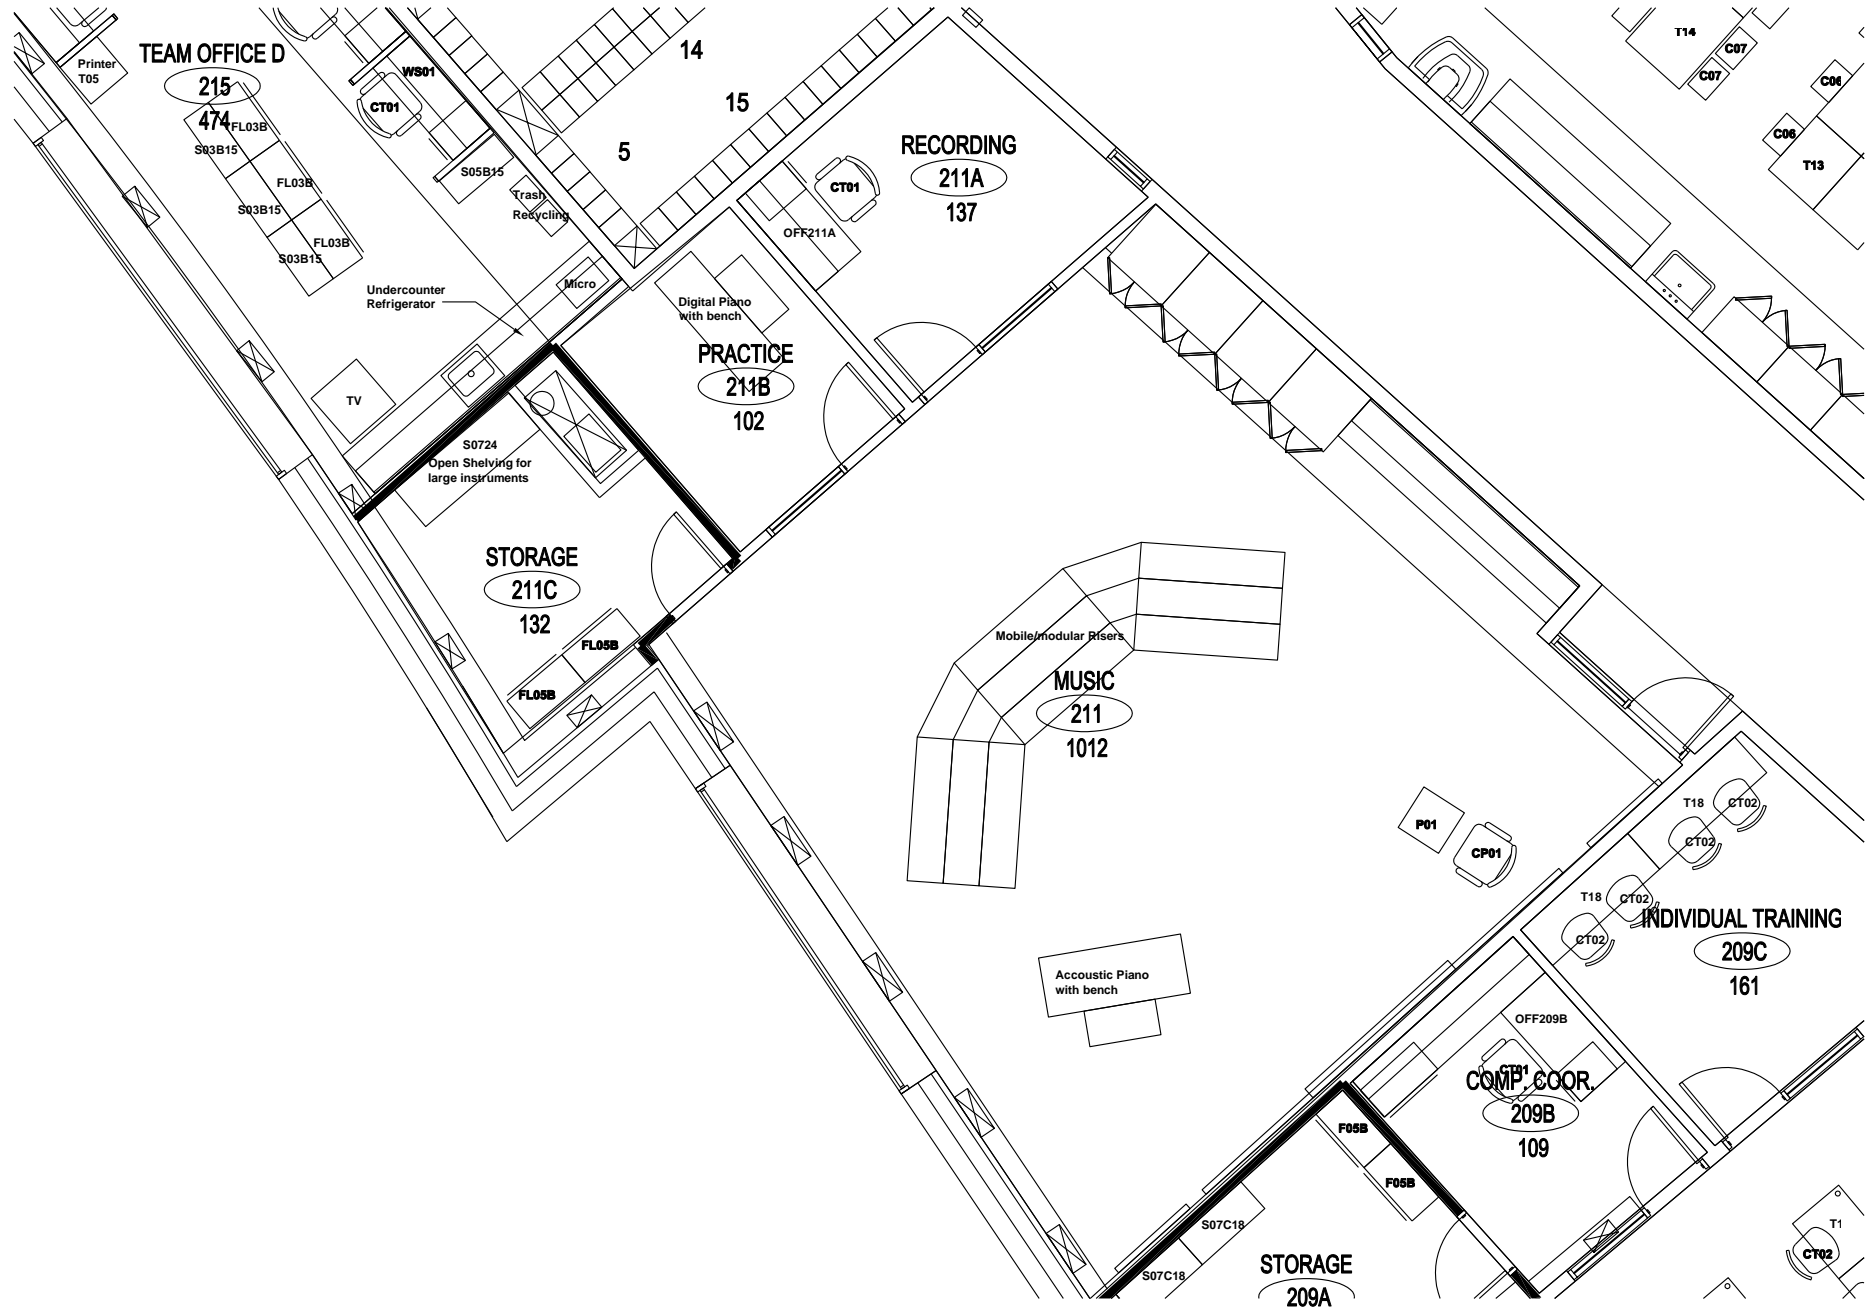 TEAM OFFICE D
215
474
Printer
T05
FL03B
S03B15
FL03B
S03B15
FL03B
S03B15
WS01
CT01
S05B15
Trash
Recycling
14
15
5
Undercounter
Refrigerator
Micro
TV
RECORDING
211A
137
CT01
OFF211A
Digital Piano
with bench
PRACTICE
211B
102
S0724
Open Shelving for
large instruments
STORAGE
211C
132
FL05B
FL05B
T14
C07
C07
C06
C06
T13
Mobile/modular Risers
MUSIC
211
1012
P01
CP01
Accoustic Piano
with bench
T18
CT02
CT02
T18
CT02
CT02
INDIVIDUAL TRAINING
209C
161
OFF209B
CT01
COMP. COOR.
209B
109
F05B
F05B
S07C18
S07C18
STORAGE
209A
T1
CT02